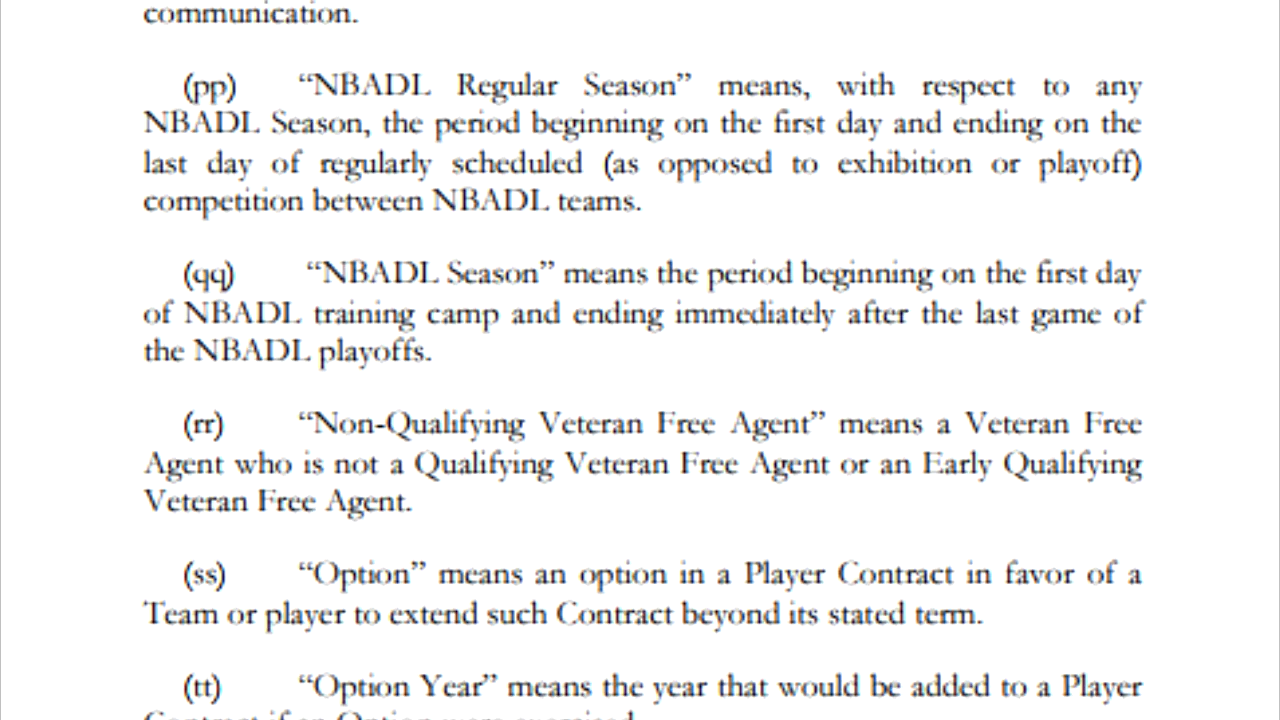 communication.
(pp) “NBADL Regular Season” means, with respect to any
NBADL Season, the period beginning on the first day and ending on the
last day of regularly scheduled (as opposed to exhibition or playoff)
competition between NBADL teams.
(qq) “NBADL Season” means the period beginning on the first day
of NBADL training camp and ending immediately after the last game of
the NBADL playoffs.
(rr) “Non-Qualifying Veteran Free Agent” means a Veteran Free
Agent who is not a Qualifying Veteran Free Agent or an Early Qualifying
Veteran Free Agent.
(ss) “Option” means an option in a Player Contract in favor of a
Team or player to extend such Contract beyond its stated term.
(tt) “Option Year” means the year that would be added to a Player
Contract if an Option were exercised.